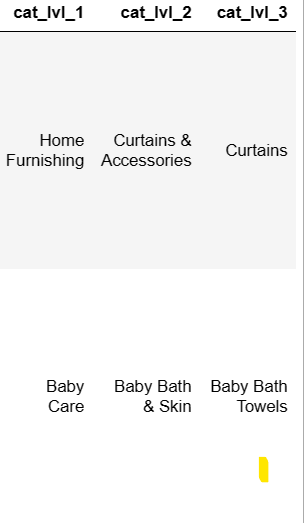 cat_lvl_1 cat_lvl_2 cat_lvl_3
Home Curtains &
Furnishing Accessories Curtains
Baby Baby Bath Baby Bath
Care & Skin Towels